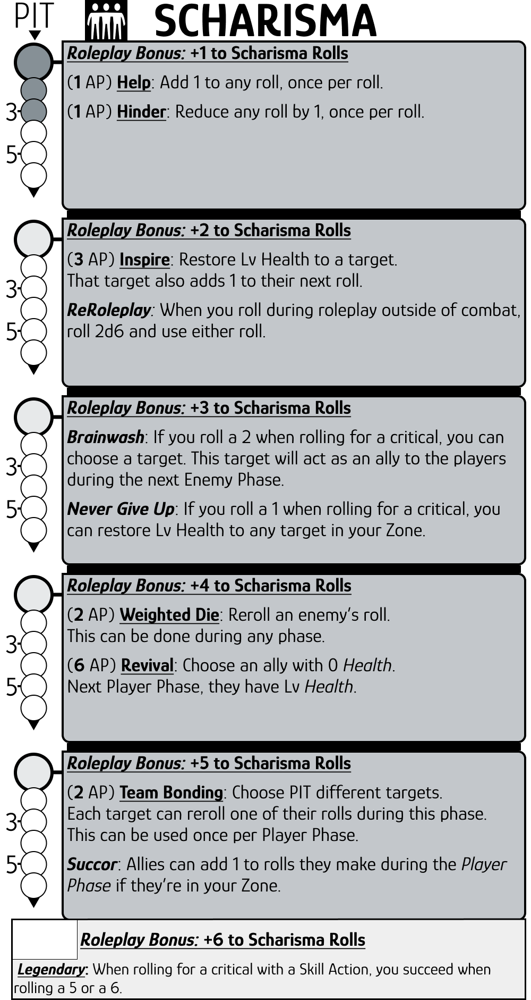 PIT
SCHARISMA
Roleplay Bonus: +1 to Scharisma Rolls
(1 AP) Help: Add 1 to any roll, once per roll.
(1 AP) Hinder: Reduce any roll by 1, once per roll.
3
5
Roleplay Bonus: +2 to Scharisma Rolls
(3 AP) Inspire: Restore Lv Health to a target.
That target also adds 1 to their next roll.
ReRoleplay: When you roll during roleplay outside of combat,
roll 2d6 and use either roll.
3
5
Roleplay Bonus: +3 to Scharisma Rolls
Brainwash: If you roll a 2 when rolling for a critical, you can
choose a target. This target will act as an ally to the players
during the next Enemy Phase.
Never Give Up: If you roll a 1 when rolling for a critical, you
can restore Lv Health to any target in your Zone.
3
5
Roleplay Bonus: +4 to Scharisma Rolls
(2 AP) Weighted Die: Reroll an enemy's roll.
This can be done during any phase.
(6 AP) Revival: Choose an ally with 0 Health.
Next Player Phase, they have Lv Health.
3
5
Roleplay Bonus: +5 to Scharisma Rolls
(2 AP) Team Bonding: Choose PIT different targets.
Each target can reroll one of their rolls during this phase.
This can be used once per Player Phase.
Succor: Allies can add 1 to rolls they make during the Player
Phase if they're in your Zone.
3
5
Roleplay Bonus: +6 to Scharisma Rolls
Legendary: When rolling for a critical with a Skill Action, you succeed when
rolling a 5 or a 6.